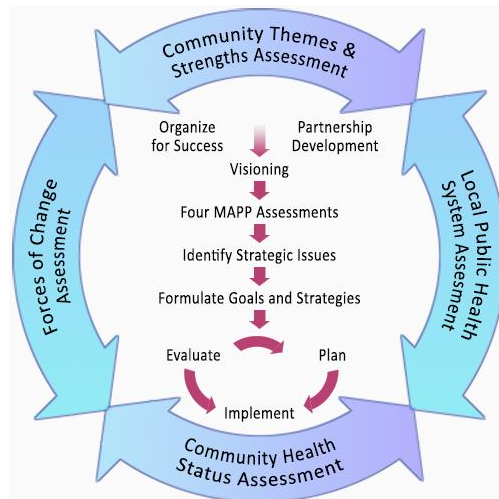 Community Themes &
Strengths Assessment
Organize
for Success
Partnership
Development
Visioning
Four MAPP Assessments
Identify Strategic Issues
Formulate Goals and Strategies
Evaluate
Plan
Implement
Forces of Change
Assessment
Local Public Health
System Assesment
Community Health
Status Assessment